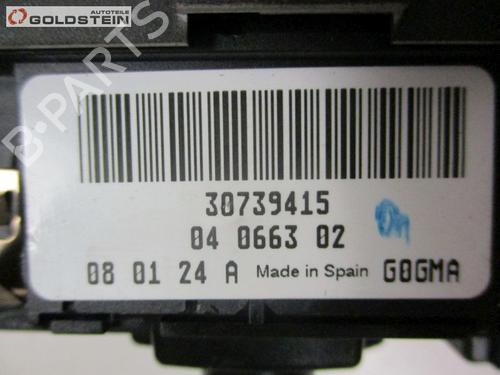 Autoteile
GOLDSTEIN
B-PARTS
30739415
04 0663 02
08 01 24 A Made in Spain G0GMA